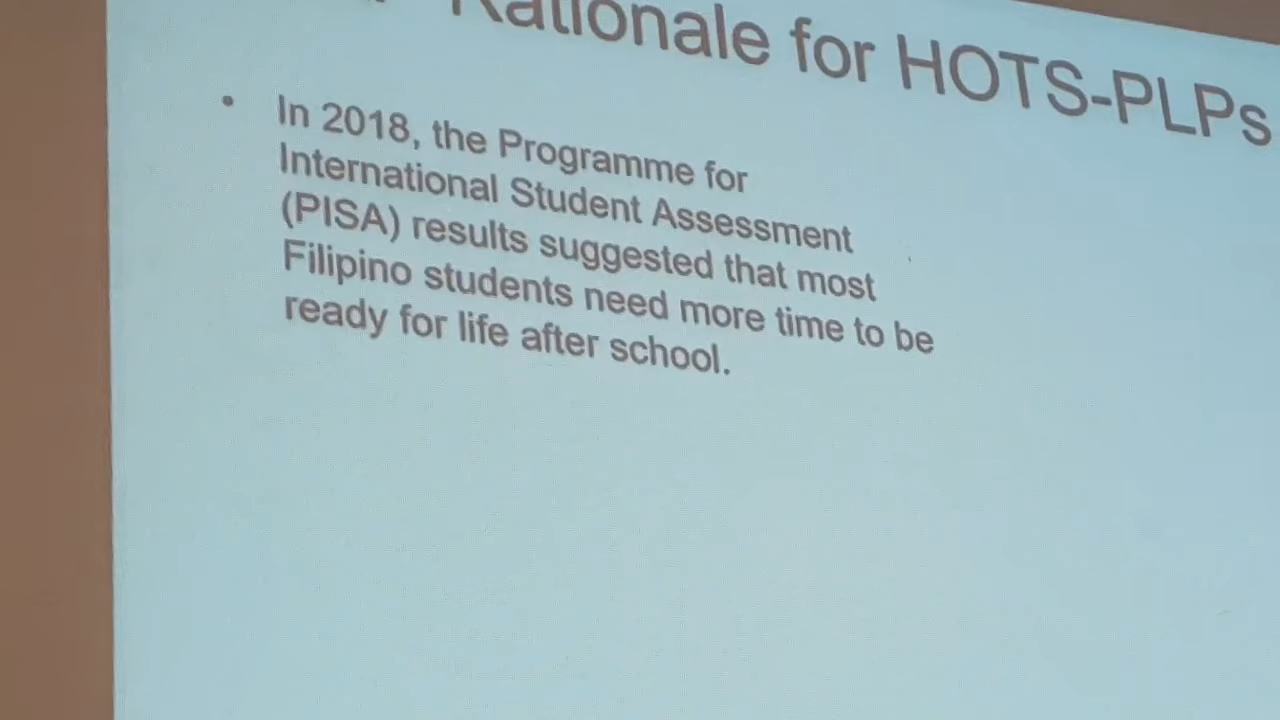 Rationale for HOTS-PLPs
• In 2018, the Programme for
International Student Assessment
(PISA) results suggested that most
Filipino students need more time to be
ready for life after school.